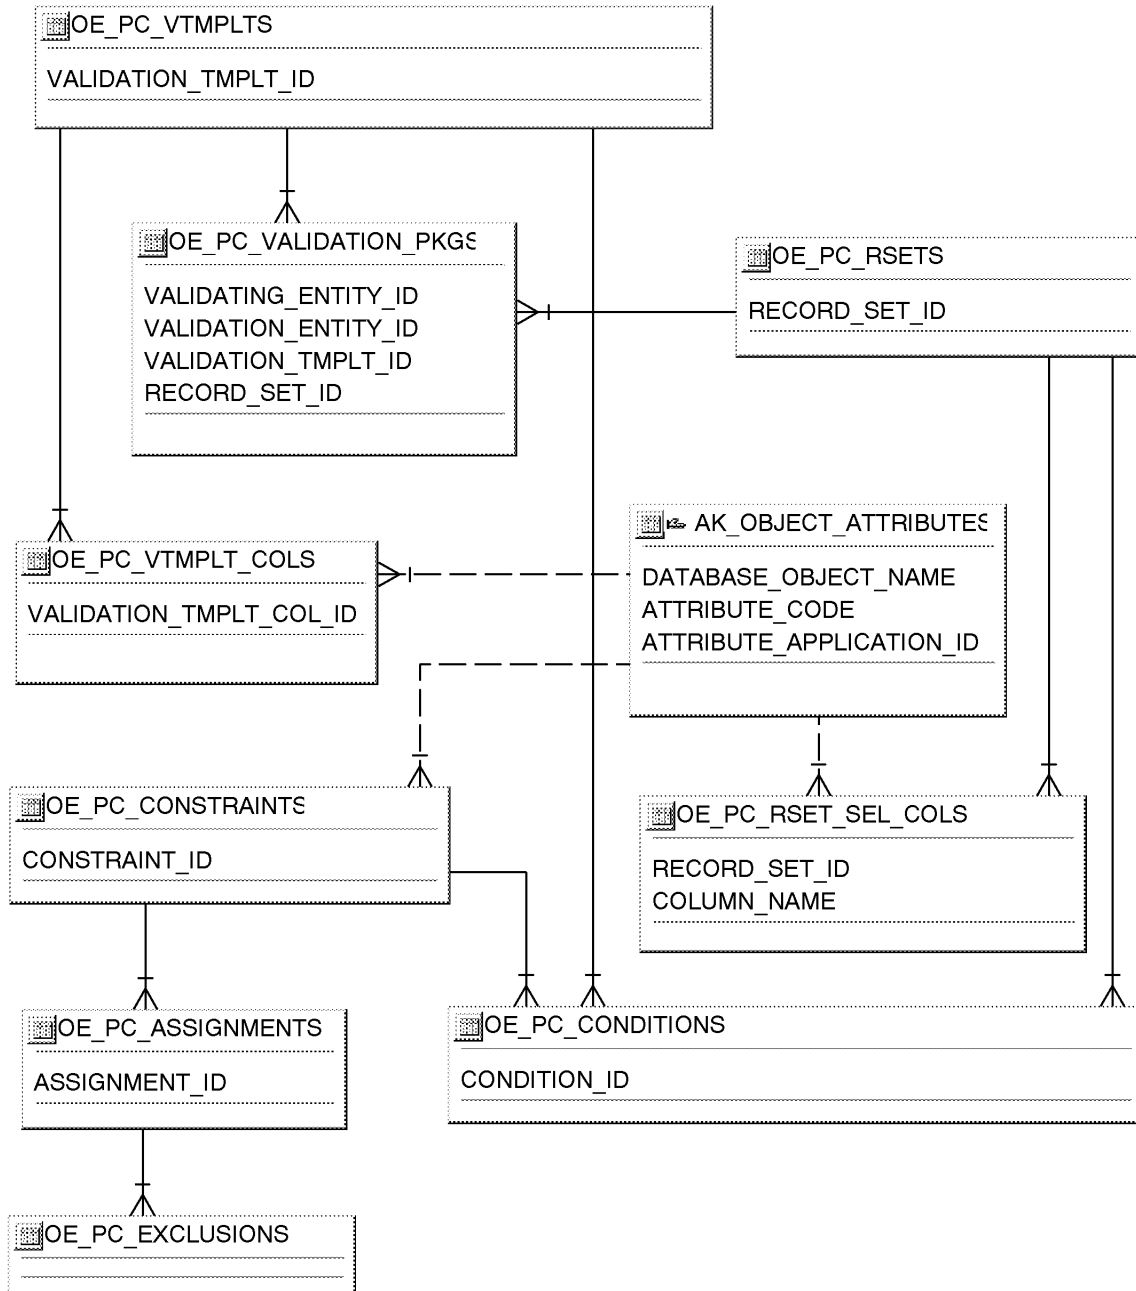 OE_PC_VTMPLTS
VALIDATION_TMPLT_ID
OE_PC_VALIDATION_PKGS
VALIDATING_ENTITY_ID
VALIDATION_ENTITY_ID
VALIDATION_TMPLT_ID
RECORD_SET_ID
OE_PC_RSETS
RECORD_SET_ID
AK_OBJECT_ATTRIBUTES
DATABASE_OBJECT_NAME
ATTRIBUTE_CODE
ATTRIBUTE_APPLICATION_ID
OE_PC_VTMPLT_COLS
VALIDATION_TMPLT_COL_ID
OE_PC_CONSTRAINTS
CONSTRAINT_ID
OE_PC_RSET_SEL_COLS
RECORD_SET_ID
COLUMN_NAME
OE_PC_ASSIGNMENTS
ASSIGNMENT_ID
OE_PC_CONDITIONS
CONDITION_ID
OE_PC_EXCLUSIONS